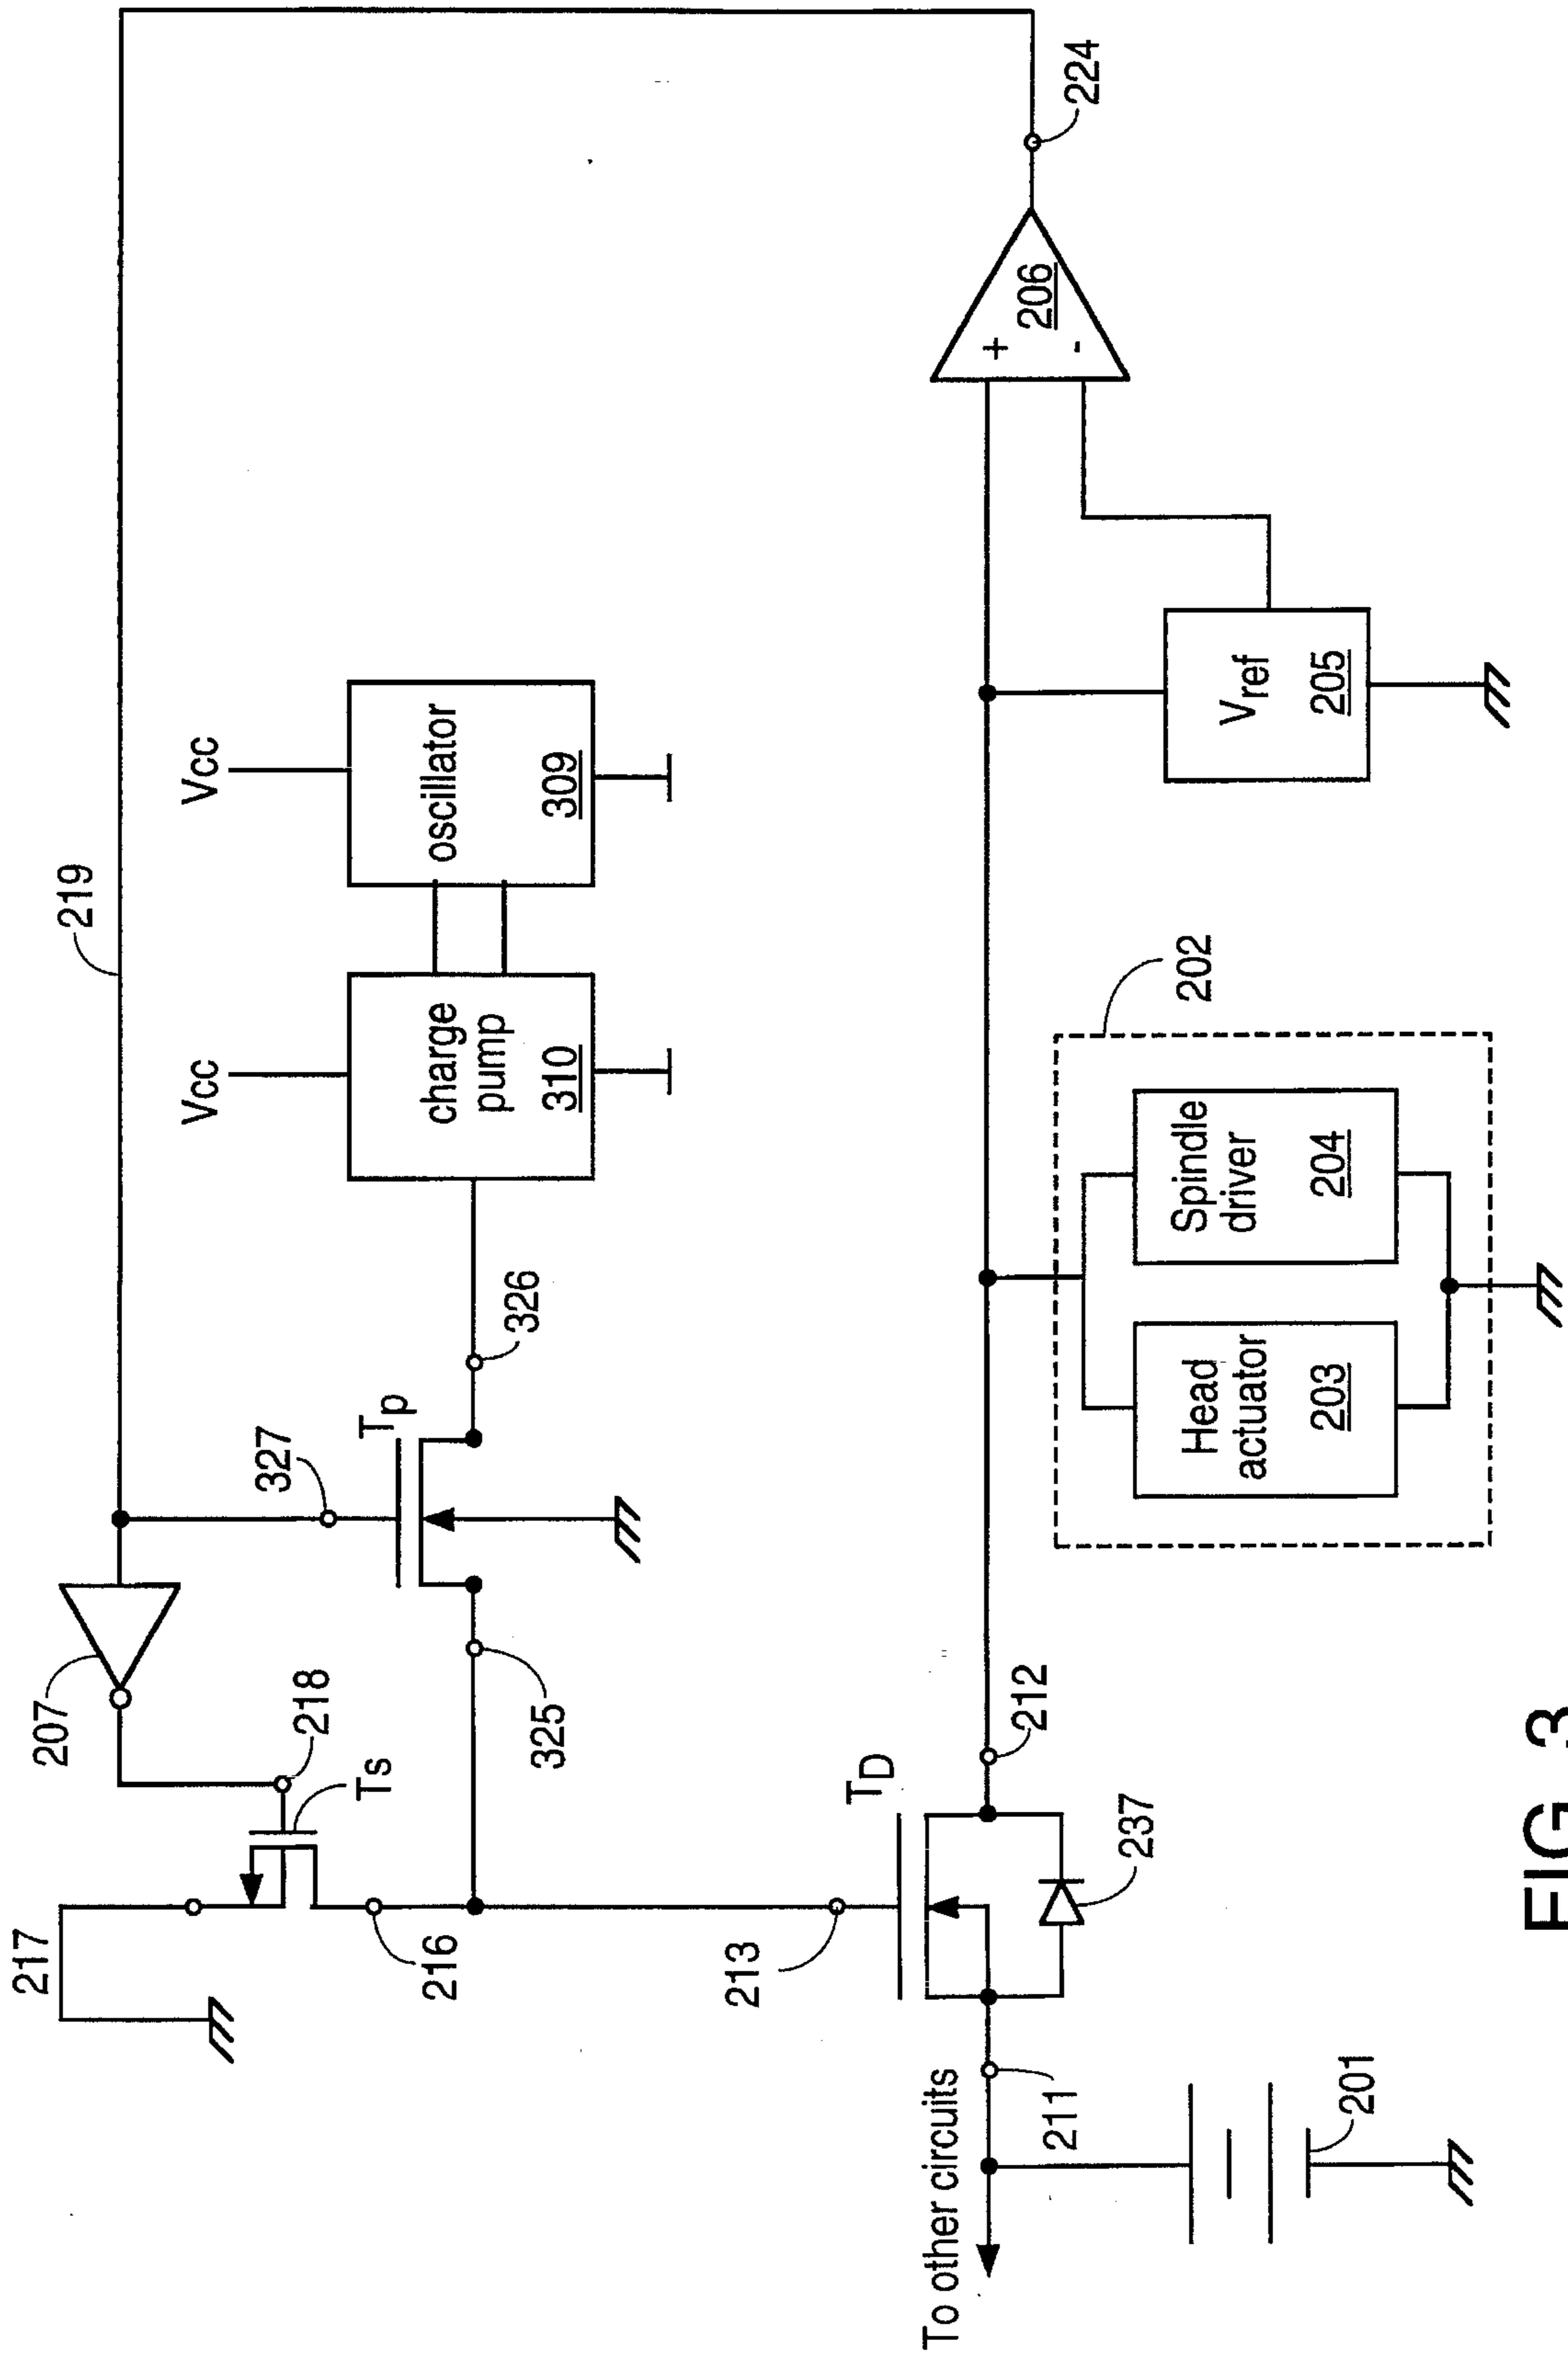 219
207
217
218
Ts
216
327
Tp
325
326
Vcc
charge
pump
310
Vcc
oscillator
309
213
TD
212
237
To other circuits
211
201
202
Head
actuator
203
Spindle
driver
204
Vref
205
+
-
206
224
FIG. 3